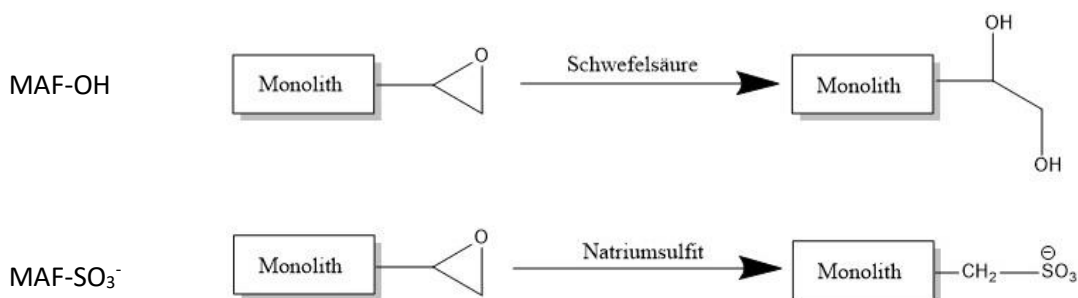 MAF-OH
Monolith
O
Schwefelsäure
Monolith
OH
OH
MAF-SO₃⁻
Monolith
O
Natriumsulfit
Monolith
CH₂
SO₃
⊖